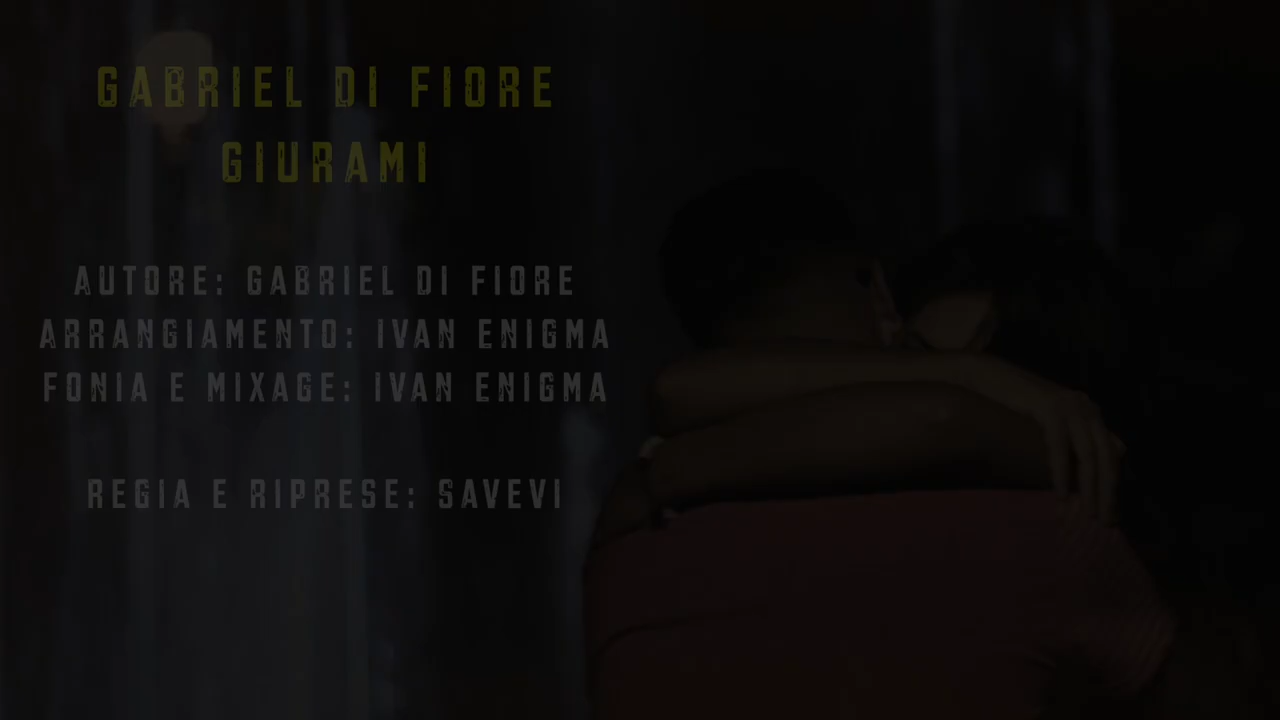 GABRIEL DI FIORE
GIURAMI
AUTORE: GABRIEL DI FIORE
ARRANGIAMENTO: IVAN ENIGMA
FONIA E MIXAGE: IVAN ENIGMA
REGIA E RIPRESE: SAVEVI